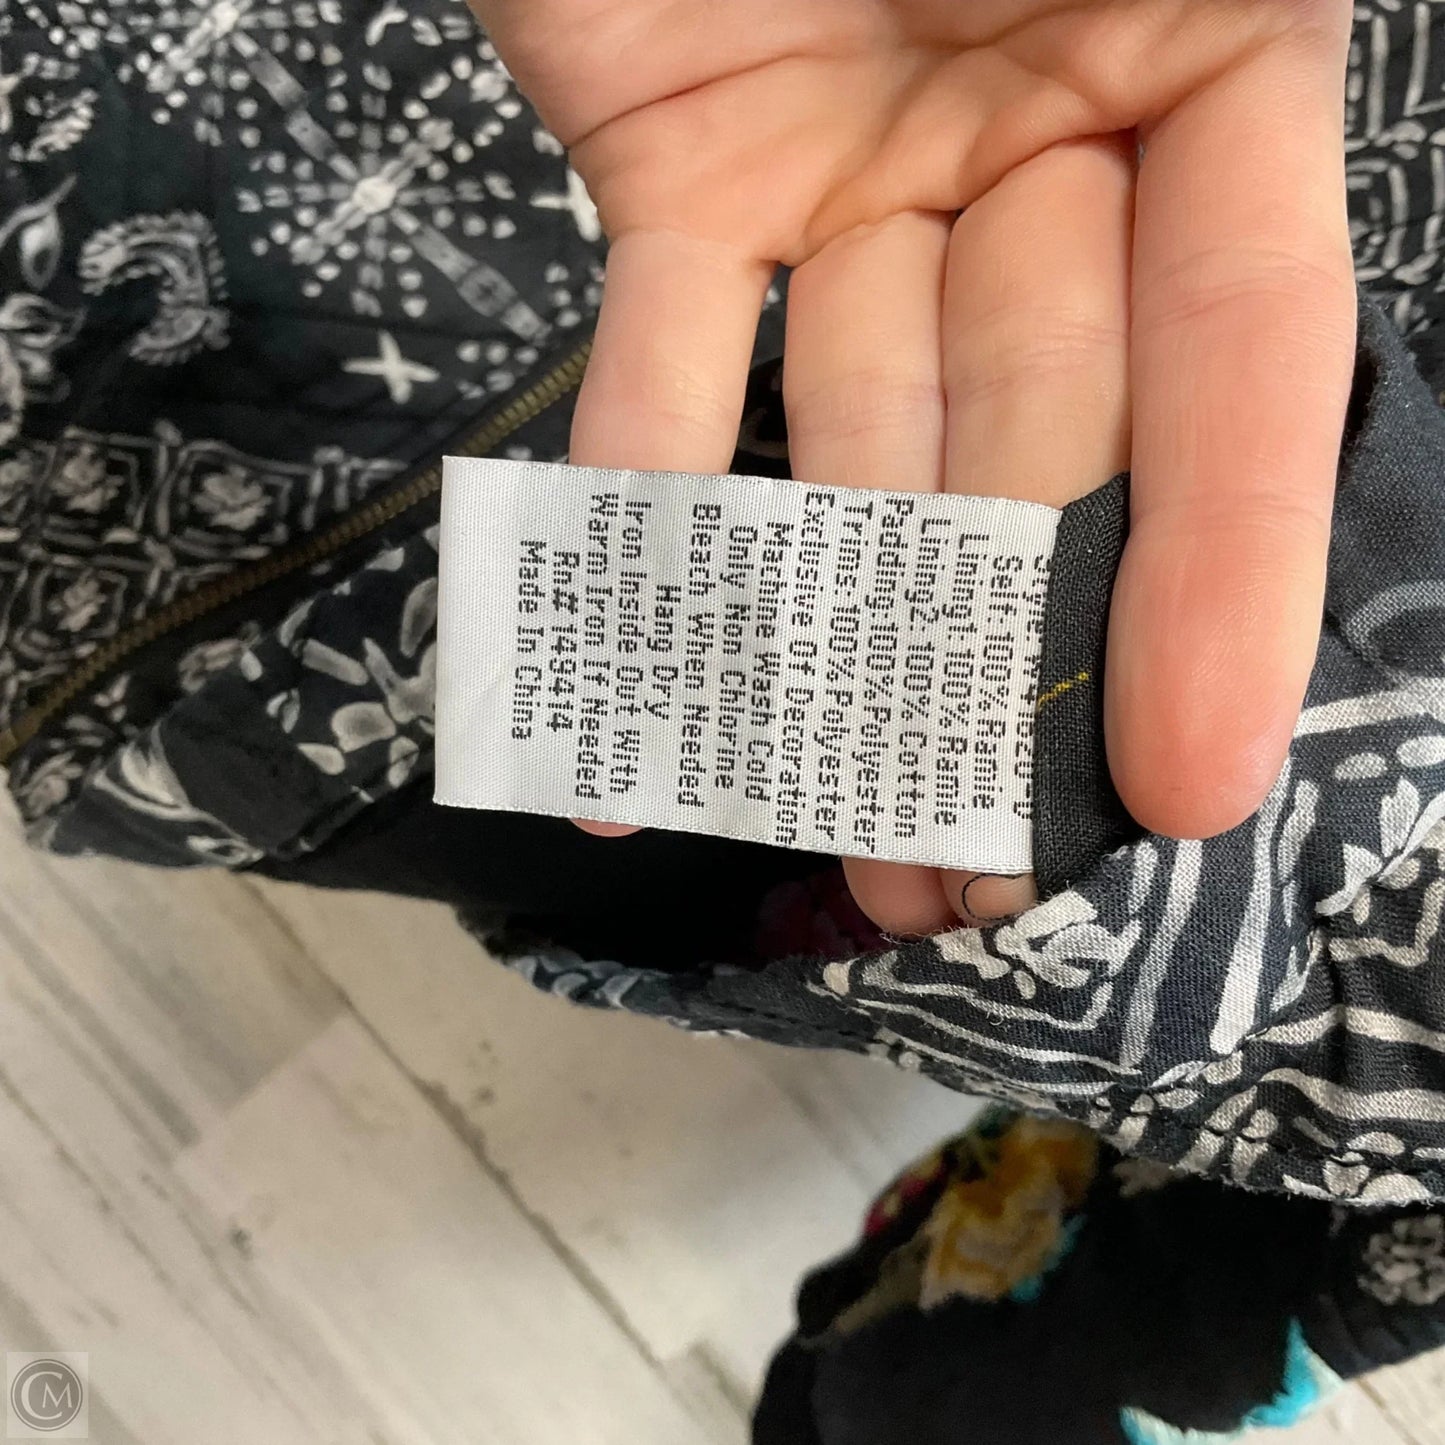 Self: 100% Ramie
Lining1: 100% Ramie
Lining2: 100% Cotton
Padding:100% Polyester
Trims: 100% Polyester
Exclusive Of Decoration
Machine Wash Cold
Only Non Chlorine
Bleach When Needed
Hang Dry
Iron Inside Out With
Warm Iron If Needed
Rn# 149414
Made In China
CM